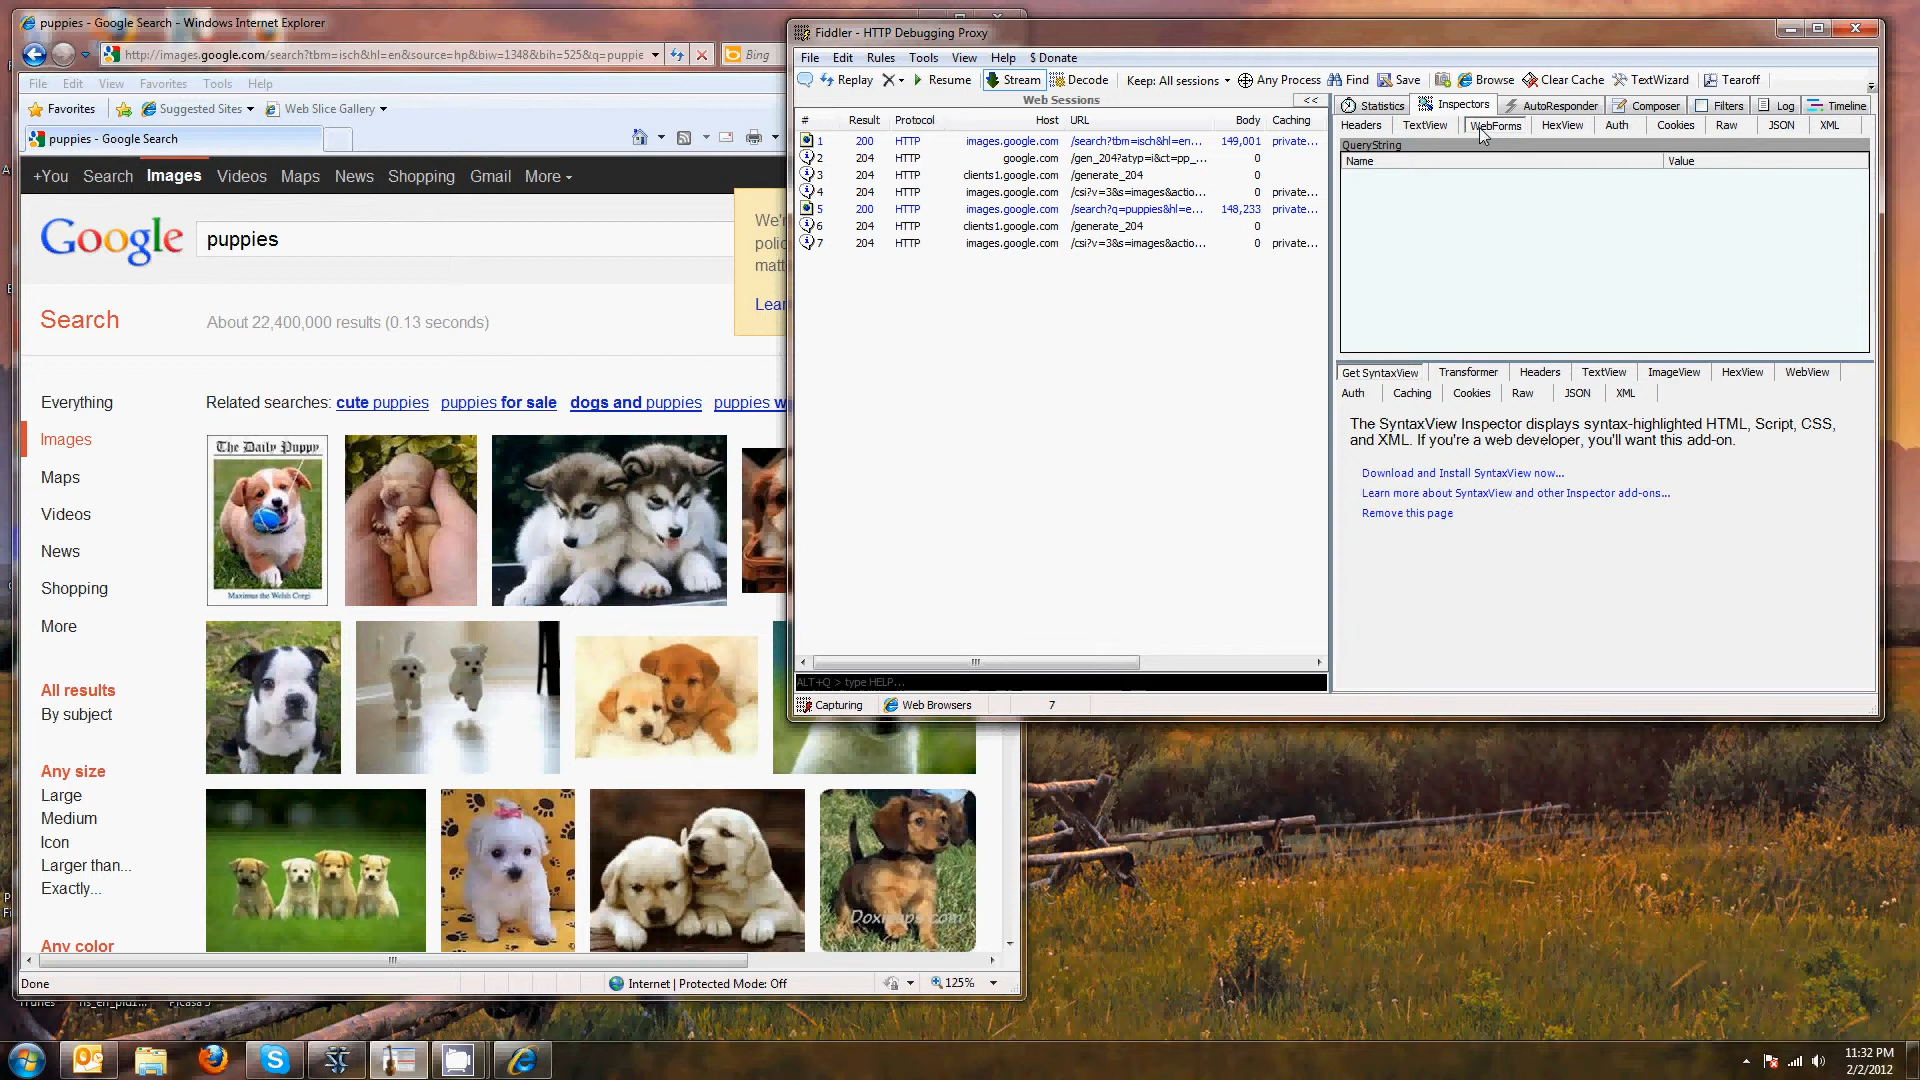 puppies - Google Search - Windows Internet Explorer
http://images.google.com/search?tbm=isch&hl=en&source=hp&biw=1348&bih=525&q=puppie
Bing
File Edit View Favorites Tools Help
Favorites Suggested Sites Web Slice Gallery
puppies - Google Search
+You Search Images Videos Maps News Shopping Gmail More
Google
puppies
We'
polic
matt
Lear
Search
About 22,400,000 results (0.13 seconds)
Everything
Images
Maps
Videos
News
Shopping
More
All results
By subject
Any size
Large
Medium
Icon
Larger than...
Exactly...
Any color
Related searches: cute puppies puppies for sale dogs and puppies puppies w
The Daily Puppy
Maximus the Welsh Corgi
Done
Internet | Protected Mode: Off
125%
Fiddler - HTTP Debugging Proxy
File Edit Rules Tools View Help $ Donate
Replay Resume Stream Decode Keep: All sessions Any Process Find Save Browse Clear Cache TextWizard Tearoff
Web Sessions <<
# Result Protocol Host URL Body Caching
1 200 HTTP images.google.com /search?tbm=isch&hl=en... 149,001 private...
2 204 HTTP google.com /gen_204?atyp=i&ct=pp_... 0
3 204 HTTP clients1.google.com /generate_204 0
4 204 HTTP images.google.com /csi?v=3&s=images&actio... 0 private...
5 200 HTTP images.google.com /search?q=puppies&hl=e... 148,233 private...
6 204 HTTP clients1.google.com /generate_204 0
7 204 HTTP images.google.com /csi?v=3&s=images&actio... 0 private...
ALT+Q > type HELP...
Capturing Web Browsers 7
Statistics Inspectors AutoResponder Composer Filters Log Timeline
Headers TextView WebForms HexView Auth Cookies Raw JSON XML
QueryString
Name Value
Get SyntaxView Transformer Headers TextView ImageView HexView WebView
Auth Caching Cookies Raw JSON XML
The SyntaxView Inspector displays syntax-highlighted HTML, Script, CSS,
and XML. If you're a web developer, you'll want this add-on.
Download and Install SyntaxView now...
Learn more about SyntaxView and other Inspector add-ons...
Remove this page
11:32 PM
2/2/2012